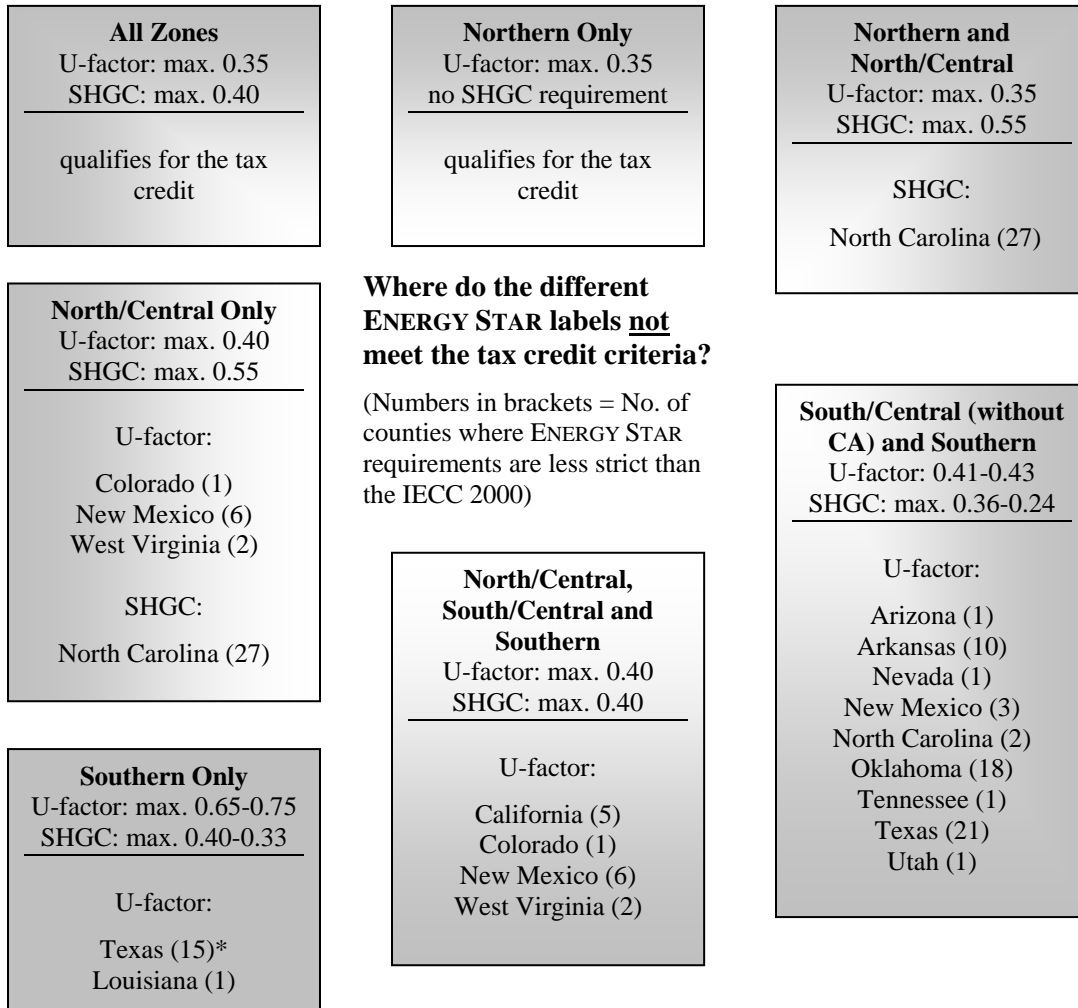 All Zones
U-factor: max. 0.35
SHGC: max. 0.40
qualifies for the tax
credit
Northern Only
U-factor: max. 0.35
no SHGC requirement
qualifies for the tax
credit
Northern and
North/Central
U-factor: max. 0.35
SHGC: max. 0.55
SHGC:
North Carolina (27)
North/Central Only
U-factor: max. 0.40
SHGC: max. 0.55
U-factor:
Colorado (1)
New Mexico (6)
West Virginia (2)
SHGC:
North Carolina (27)
Where do the different
ENERGY STAR labels not
meet the tax credit criteria?
(Numbers in brackets = No. of
counties where ENERGY STAR
requirements are less strict than
the IECC 2000)
South/Central (without
CA) and Southern
U-factor: 0.41-0.43
SHGC: max. 0.36-0.24
U-factor:
Arizona (1)
Arkansas (10)
Nevada (1)
New Mexico (3)
North Carolina (2)
Oklahoma (18)
Tennessee (1)
Texas (21)
Utah (1)
North/Central,
South/Central and
Southern
U-factor: max. 0.40
SHGC: max. 0.40
U-factor:
California (5)
Colorado (1)
New Mexico (6)
West Virginia (2)
Southern Only
U-factor: max. 0.65-0.75
SHGC: max. 0.40-0.33
U-factor:
Texas (15)*
Louisiana (1)